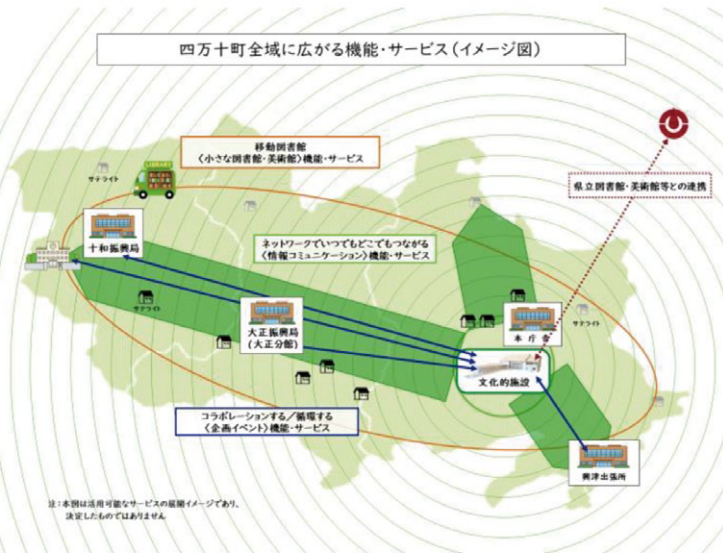 四万十町全域に広がる機能・サービス(イメージ図)
移動図書館
〈小さな図書館・美術館〉機能・サービス
LIBRARY
サテライト
県立図書館・美術館等との連携
十和振興局
ネットワークでいつでもどこでもつながる
〈情報コミュニケーション〉機能・サービス
サテライト
大正振興局
(大正分館)
本庁舎
サテライト
文化的施設
コラボレーションする/循環する
〈企画イベント〉機能・サービス
興津出張所
注:本図は活用可能なサービスの展開イメージであり、
決定したものではありません